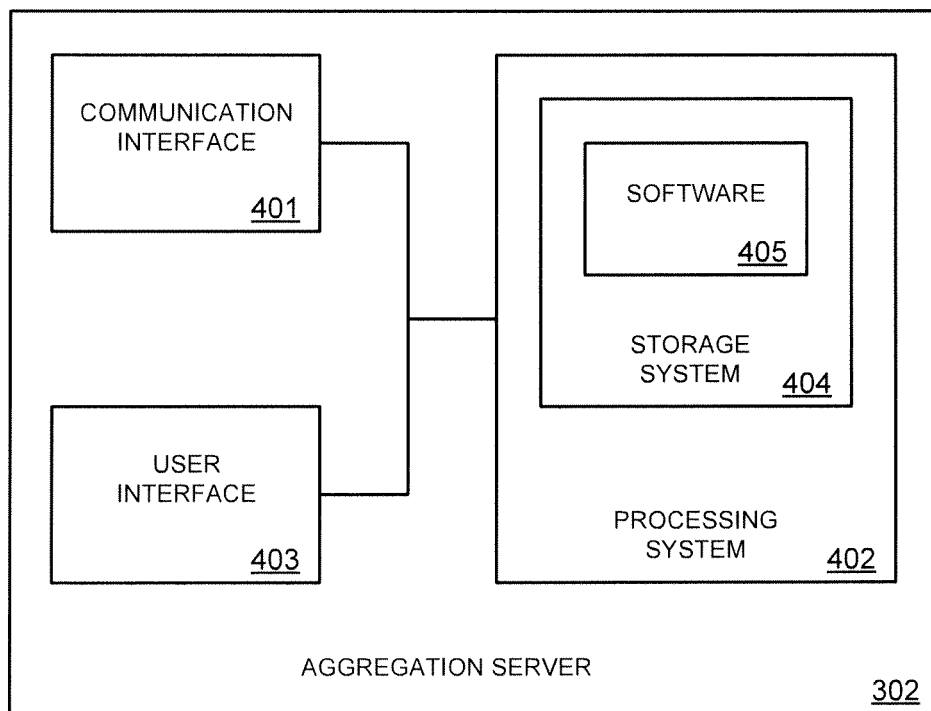 COMMUNICATION
INTERFACE
401
SOFTWARE
405
STORAGE
SYSTEM
404
USER
INTERFACE
403
PROCESSING
SYSTEM
402
AGGREGATION SERVER
302